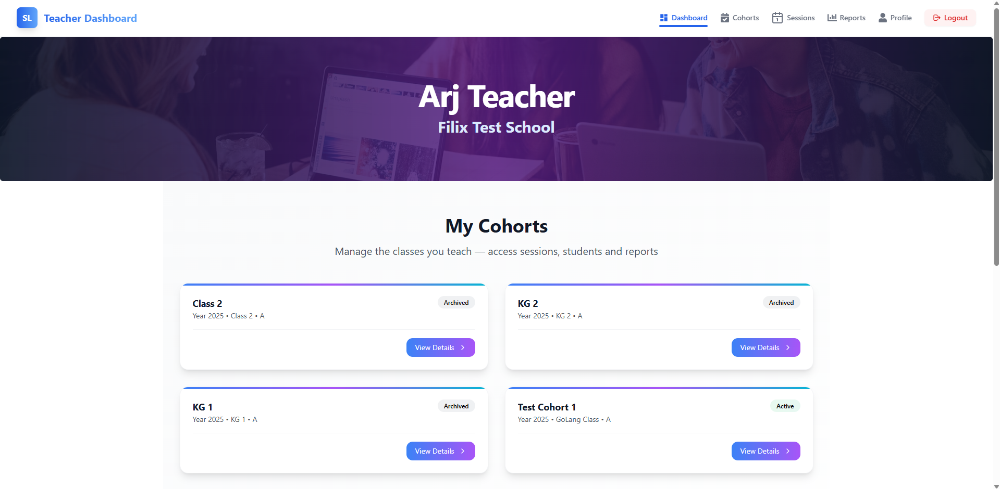 SL Teacher Dashboard
Dashboard Cohorts Sessions Reports Profile Logout
Arj Teacher
Filix Test School
My Cohorts
Manage the classes you teach — access sessions, students and reports
Class 2 Archived
Year 2025 • Class 2 • A
View Details
KG 2 Archived
Year 2025 • KG 2 • A
View Details
KG 1 Archived
Year 2025 • KG 1 • A
View Details
Test Cohort 1 Active
Year 2025 • GoLang Class • A
View Details